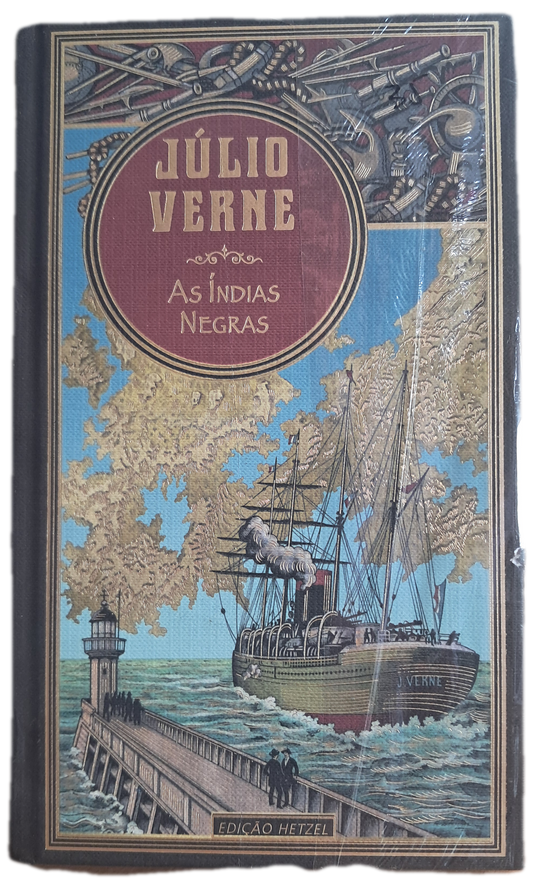 JÚLIO
VERNE
As Índias
Negras
J. VERNE
EDIÇÃO HETZEL